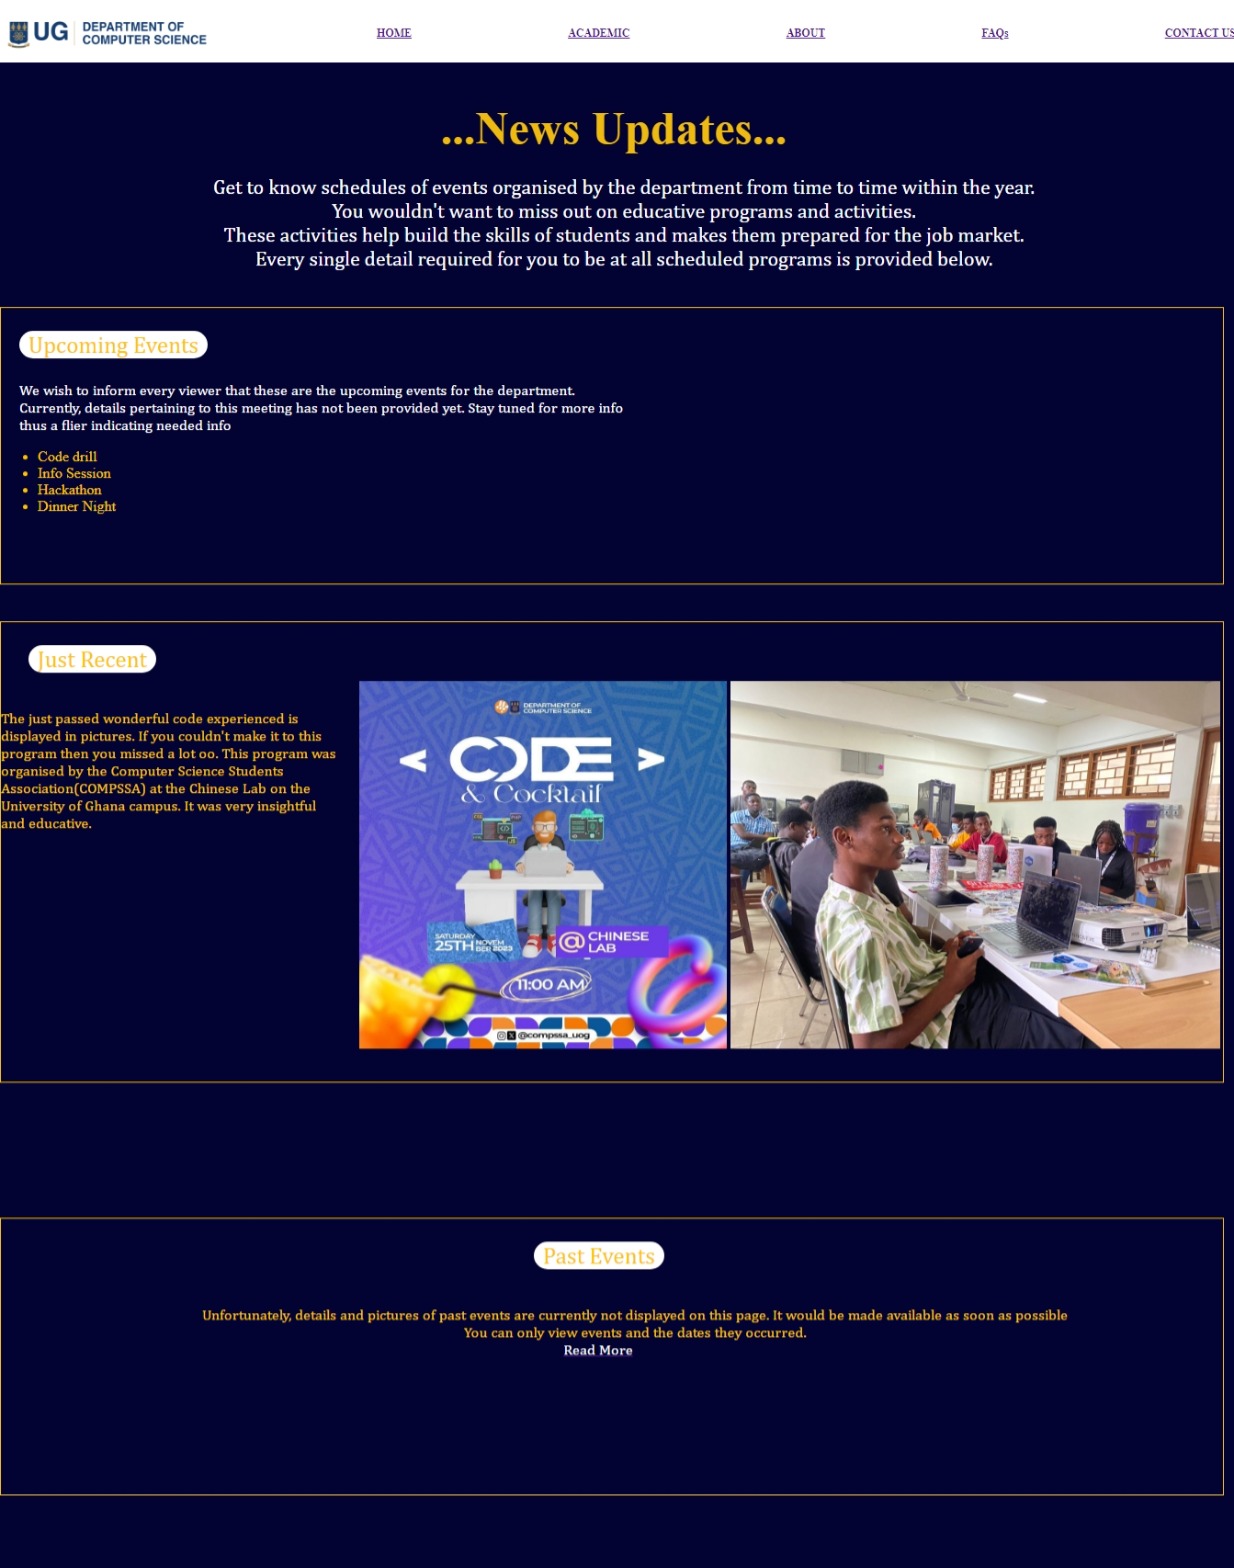 UG DEPARTMENT OF
COMPUTER SCIENCE
HOME ACADEMIC ABOUT FAQs CONTACT US
...News Updates...
Get to know schedules of events organised by the department from time to time within the year.
You wouldn't want to miss out on educative programs and activities.
These activities help build the skills of students and makes them prepared for the job market.
Every single detail required for you to be at all scheduled programs is provided below.
Upcoming Events
We wish to inform every viewer that these are the upcoming events for the department.
Currently, details pertaining to this meeting has not been provided yet. Stay tuned for more info
thus a flier indicating needed info
• Code drill
• Info Session
• Hackathon
• Dinner Night
Just Recent
The just passed wonderful code experienced is
displayed in pictures. If you couldn't make it to this
program then you missed a lot oo. This program was
organised by the Computer Science Students
Association(COMPSSA) at the Chinese Lab on the
University of Ghana campus. It was very insightful
and educative.
DEPARTMENT OF
COMPUTER SCIENCE
< CODE >
& Cocktail
SATURDAY
25TH NOVEM
BER 2023
@ CHINESE
LAB
11:00 AM
@compssa_uog
Past Events
Unfortunately, details and pictures of past events are currently not displayed on this page. It would be made available as soon as possible
You can only view events and the dates they occurred.
Read More